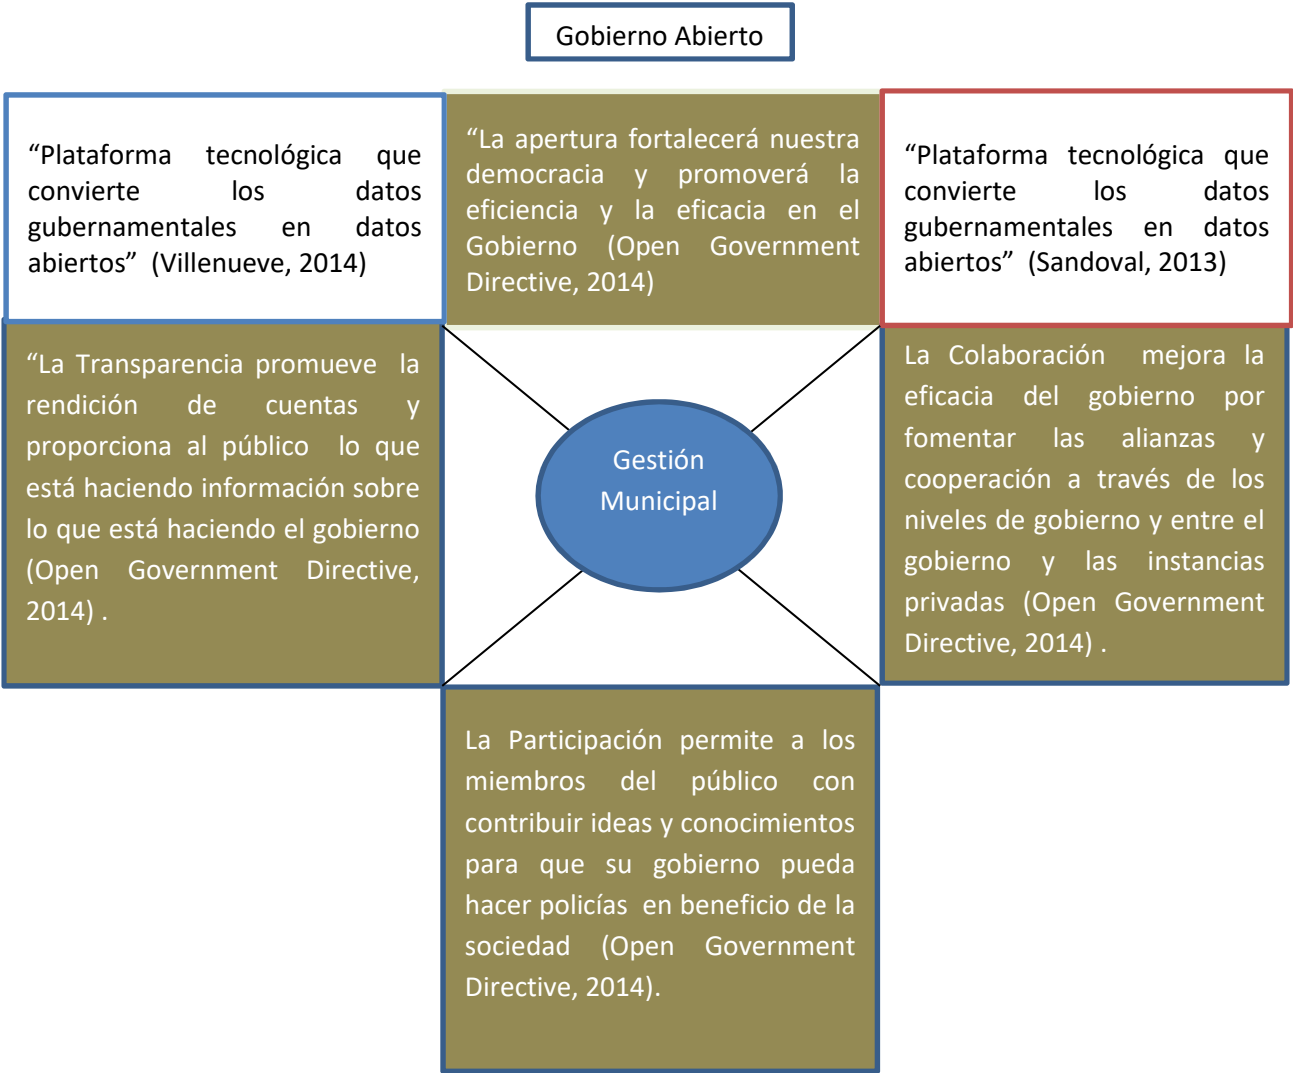 Gobierno Abierto
“Plataforma tecnológica que
convierte los datos
gubernamentales en datos
abiertos” (Villenueve, 2014)
“La apertura fortalecerá nuestra
democracia y promoverá la
eficiencia y la eficacia en el
Gobierno (Open Government
Directive, 2014)
“Plataforma tecnológica que
convierte los datos
gubernamentales en datos
abiertos” (Sandoval, 2013)
“La Transparencia promueve la
rendición de cuentas y
proporciona al público lo que
está haciendo información sobre
lo que está haciendo el gobierno
(Open Government Directive,
2014) .
Gestión
Municipal
La Colaboración mejora la
eficacia del gobierno por
fomentar las alianzas y
cooperación a través de los
niveles de gobierno y entre el
gobierno y las instancias
privadas (Open Government
Directive, 2014) .
La Participación permite a los
miembros del público con
contribuir ideas y conocimientos
para que su gobierno pueda
hacer policías en beneficio de la
sociedad (Open Government
Directive, 2014).